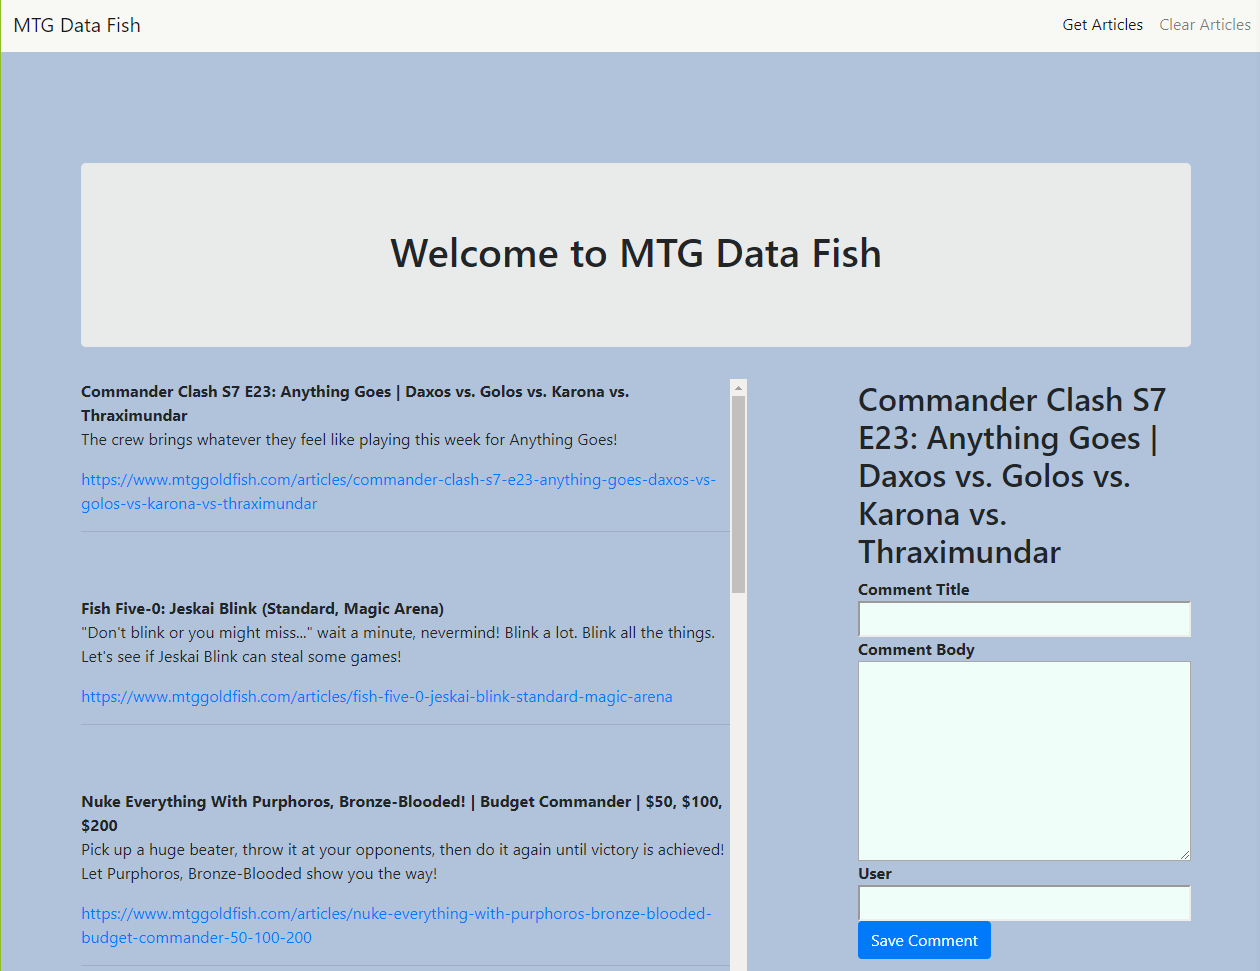 MTG Data Fish
Get Articles
Clear Articles
Welcome to MTG Data Fish
Commander Clash S7 E23: Anything Goes | Daxos vs. Golos vs. Karona vs.
Thraximundar
The crew brings whatever they feel like playing this week for Anything Goes!
https://www.mtggoldfish.com/articles/commander-clash-s7-e23-anything-goes-daxos-vs-
golos-vs-karona-vs-thraximundar
Fish Five-0: Jeskai Blink (Standard, Magic Arena)
"Don't blink or you might miss..." wait a minute, nevermind! Blink a lot. Blink all the things.
Let's see if Jeskai Blink can steal some games!
https://www.mtggoldfish.com/articles/fish-five-0-jeskai-blink-standard-magic-arena
Nuke Everything With Purphoros, Bronze-Blooded! | Budget Commander | $50, $100,
$200
Pick up a huge beater, throw it at your opponents, then do it again until victory is achieved!
Let Purphoros, Bronze-Blooded show you the way!
https://www.mtggoldfish.com/articles/nuke-everything-with-purphoros-bronze-blooded-
budget-commander-50-100-200
Commander Clash S7
E23: Anything Goes |
Daxos vs. Golos vs.
Karona vs.
Thraximundar
Comment Title
Comment Body
User
Save Comment